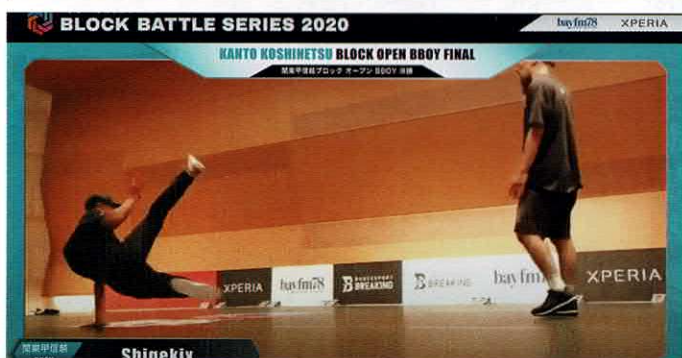 BLOCK BATTLE SERIES 2020
bayfm78 XPERIA
KANTO KOSHINETSU BLOCK OPEN BBOY FINAL
関東甲信越ブロック オープン BBOY 決勝
XPERIA bayfm78 BREAKING BREAKING bayfm XPERIA
関東甲信越
Shigekiy